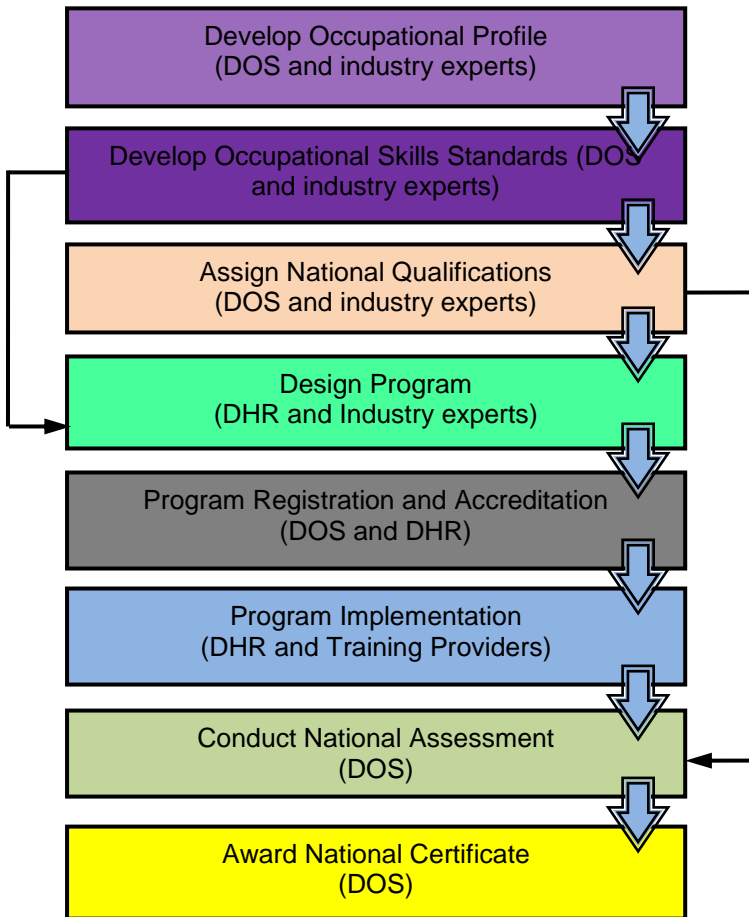 Develop Occupational Profile
(DOS and industry experts)
Develop Occupational Skills Standards (DOS
and industry experts)
Assign National Qualifications
(DOS and industry experts)
Design Program
(DHR and Industry experts)
Program Registration and Accreditation
(DOS and DHR)
Program Implementation
(DHR and Training Providers)
Conduct National Assessment
(DOS)
Award National Certificate
(DOS)